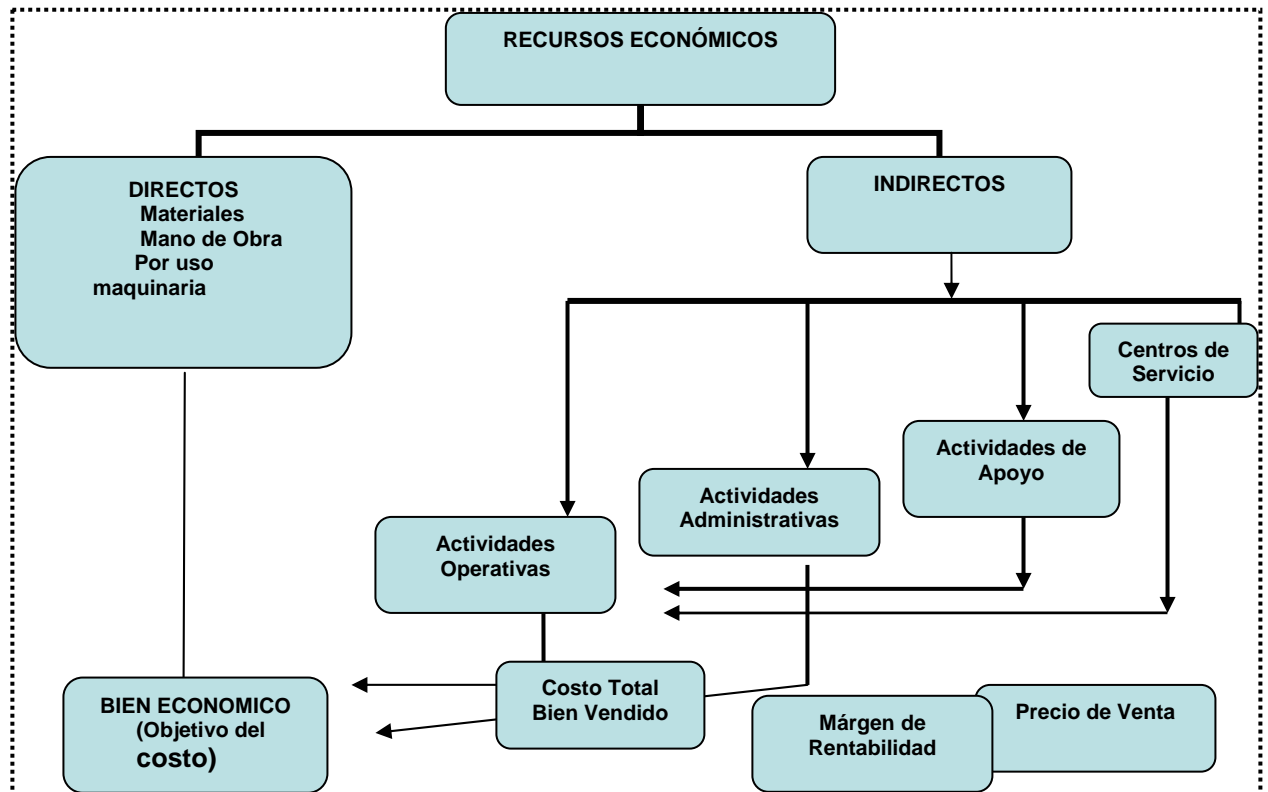 RECURSOS ECONÓMICOS
DIRECTOS
Materiales
Mano de Obra
Por uso
maquinaria
INDIRECTOS
Centros de
Servicio
Actividades de
Apoyo
Actividades
Administrativas
Actividades
Operativas
BIEN ECONOMICO
(Objetivo del
costo)
Costo Total
Bien Vendido
Márgen de
Rentabilidad
Precio de Venta